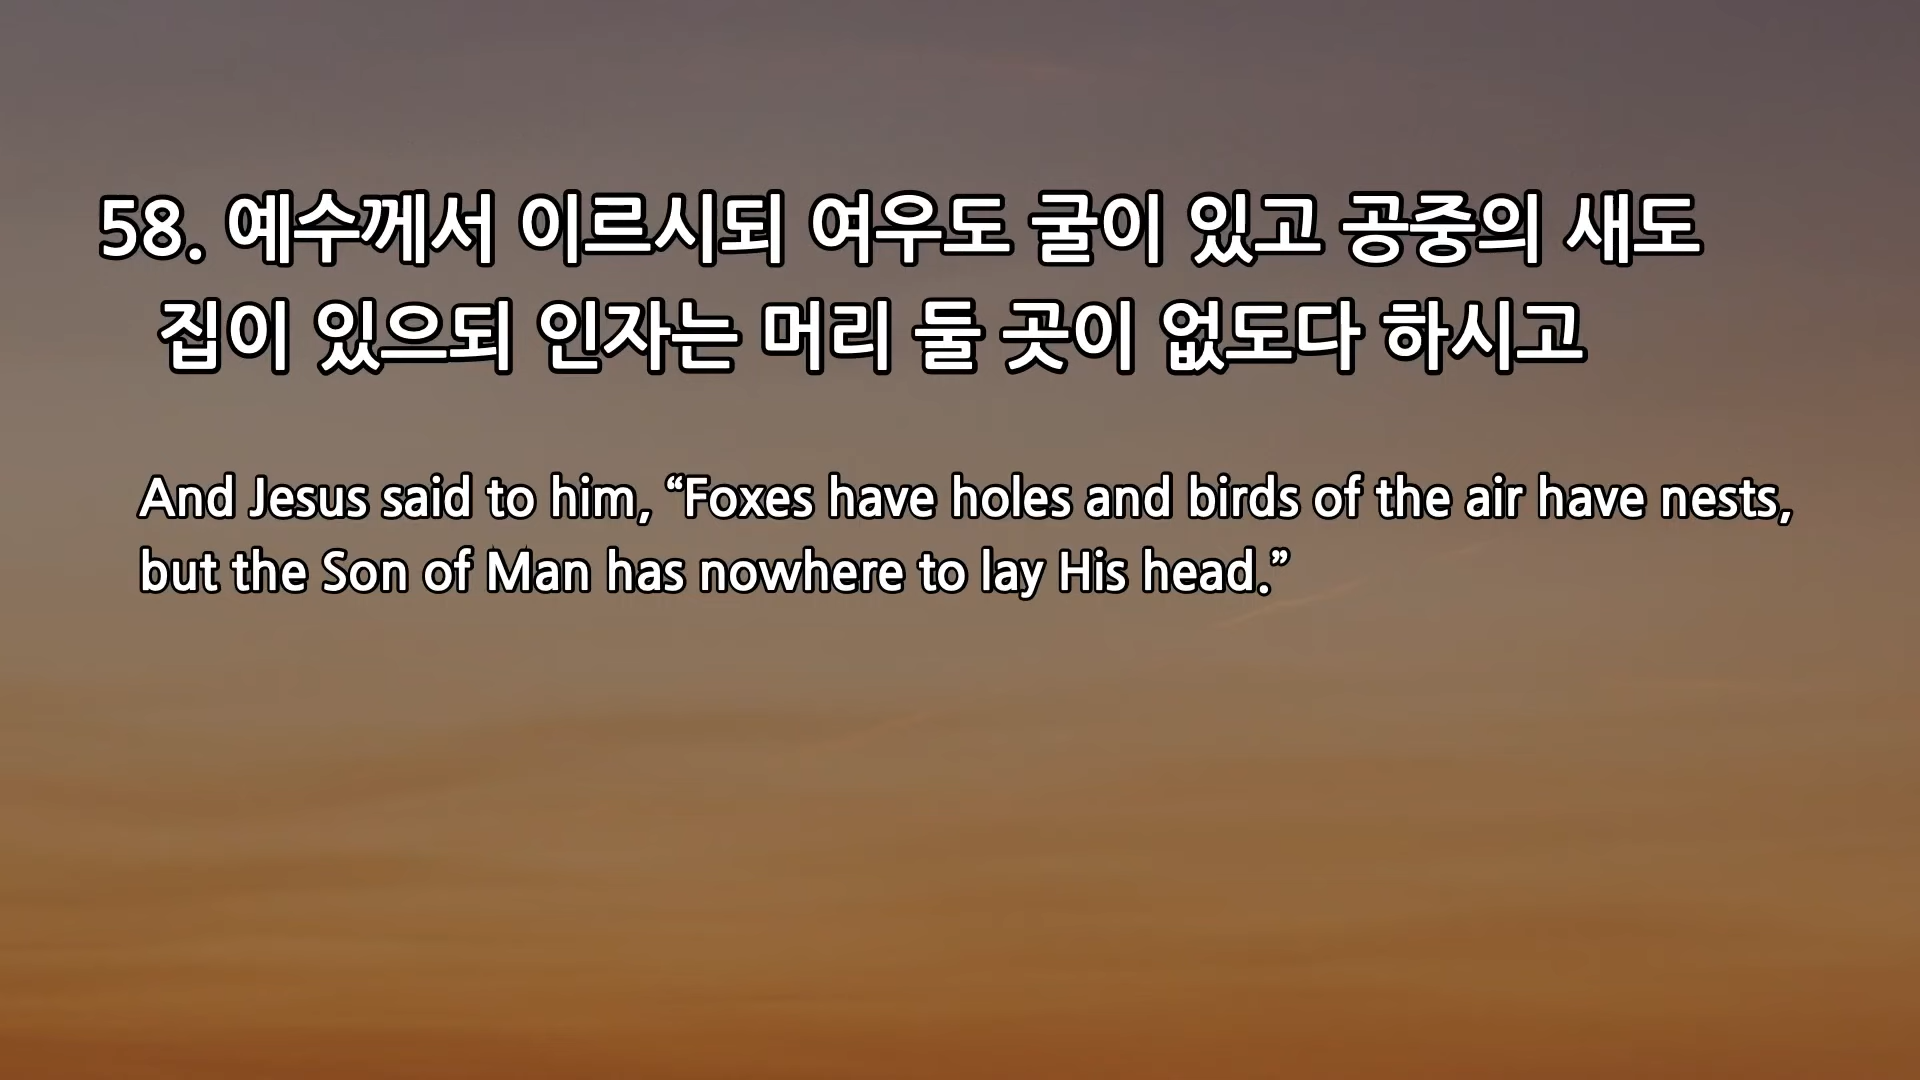 58. 예수께서 이르시되 여우도 굴이 있고 공중의 새도
집이 있으되 인자는 머리 둘 곳이 없도다 하시고
And Jesus said to him, “Foxes have holes and birds of the air have nests,
but the Son of Man has nowhere to lay His head.”